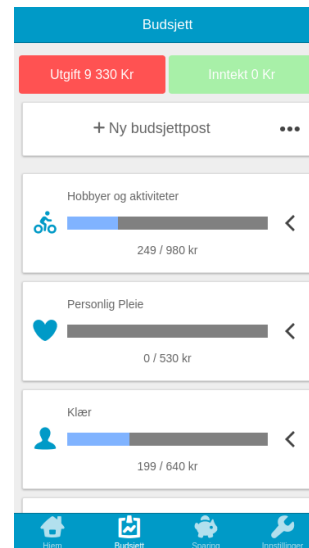 Budsjett
Utgift 9 330 Kr
Inntekt 0 Kr
+ Ny budsjettpost
Hobbyer og aktiviteter
249 / 980 kr
Personlig Pleie
0 / 530 kr
Klær
199 / 640 kr
Hjem
Budsjett
Sparing
Innstillinger